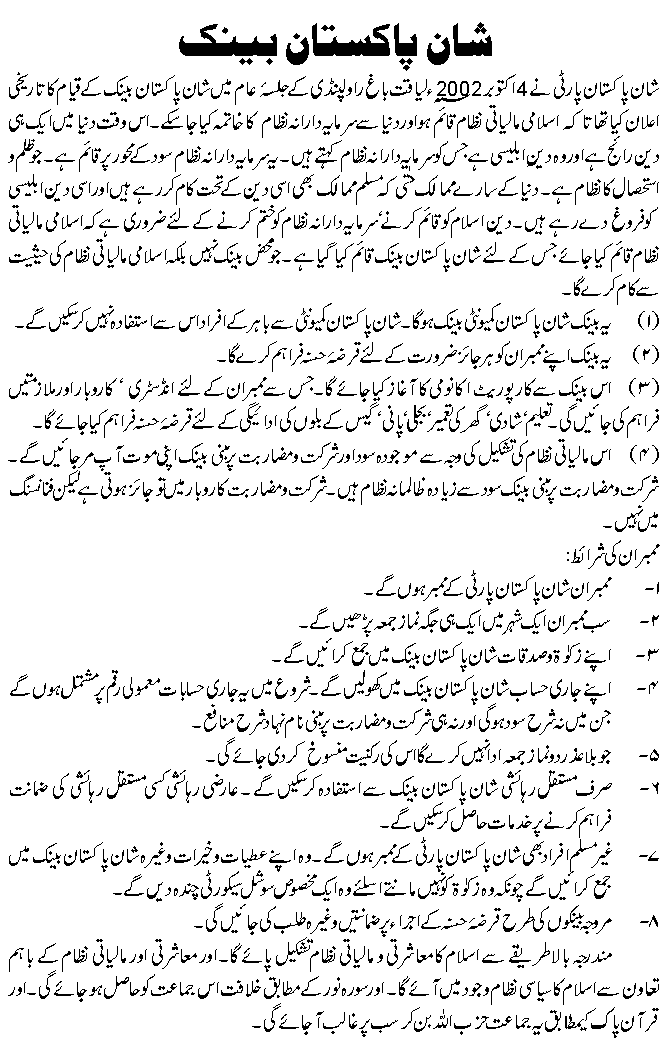 شان پاکستان بینک
شان پاکستان پارٹی نے 4 اکتوبر 2002ء لیاقت باغ راولپنڈی کے جلسۂ عام میں شان پاکستان بینک کے قیام کا تاریخی
اعلان کیا تھا تا کہ اسلامی مالیاتی نظام قائم ہو اور دنیا سے سرمایہ دارانہ نظام کا خاتمہ کیا جا سکے۔ اس وقت دنیا میں ایک ہی
دین رائج ہے اور وہ دین ابلیسی ہے جس کو سرمایہ دارانہ نظام کہتے ہیں۔ یہ سرمایہ دارانہ نظام سود کے محور پر قائم ہے۔ جو ظلم و
استحصال کا نظام ہے۔ دنیا کے سارے ممالک حتیٰ کہ مسلم ممالک بھی اسی دین کے تحت کام کر رہے ہیں اور اسی دین ابلیسی
کو فروغ دے رہے ہیں۔ دین اسلام کو قائم کرنے، سرمایہ دارانہ نظام کو ختم کرنے کے لئے ضروری ہے کہ اسلامی مالیاتی
نظام قائم کیا جائے جس کے لئے شان پاکستان بینک قائم کیا گیا ہے۔ جو محض بینک نہیں بلکہ اسلامی مالیاتی نظام کی حیثیت
سے کام کرے گا۔
(۱) یہ بینک شان پاکستان کمیونٹی بینک ہوگا۔ شان پاکستان کمیونٹی سے باہر کے افراد اس سے استفادہ نہیں کر سکیں گے۔
(۲) یہ بینک اپنے ممبران کو ہر جائز ضرورت کے لئے قرضۂ حسنہ فراہم کرے گا۔
(۳) اس بینک سے کارپوریٹ اکانومی کا آغاز کیا جائے گا۔ جس سے ممبران کے لئے انڈسٹری، کاروبار اور ملازمتیں
فراہم کی جائیں گی۔ تعلیم، شادی، گھر کی تعمیر، بجلی، پانی، گیس کے بلوں کی ادائیگی کے لئے قرضۂ حسنہ فراہم کیا جائے گا۔
(۴) اس مالیاتی نظام کی تشکیل کی وجہ سے موجودہ سود اور شرکت و مضاربت پر مبنی بینک اپنی موت آپ مر جائیں گے۔
شرکت و مضاربت پر مبنی بینک سود سے زیادہ ظالمانہ نظام ہیں۔ شرکت و مضاربت کاروبار میں تو جائز ہوتی ہے لیکن فنانسنگ
میں نہیں۔
ممبران کی شرائط:
۱- ممبران شان پاکستان پارٹی کے ممبر ہوں گے۔
۲- سب ممبران ایک شہر میں ایک ہی جگہ نماز جمعہ پڑھیں گے۔
۳- اپنے زکوٰۃ و صدقات شان پاکستان بینک میں جمع کرائیں گے۔
۴- اپنے جاری حساب شان پاکستان بینک میں کھولیں گے۔ شروع میں یہ جاری حسابات معمولی رقم پر مشتمل ہوں گے
جن میں نہ شرح سود ہوگی اور نہ ہی شرکت و مضاربت پر مبنی نام نہاد شرح منافع۔
۵- جو بلا عذر دو نماز جمعہ ادا نہیں کرے گا اس کی رکنیت منسوخ کر دی جائے گی۔
۶- صرف مستقل رہائشی شان پاکستان بینک سے استفادہ کر سکیں گے۔ عارضی رہائشی کسی مستقل رہائشی کی ضمانت
فراہم کرنے پر خدمات حاصل کر سکیں گے۔
۷- غیر مسلم افراد بھی شان پاکستان پارٹی کے ممبر ہوں گے۔ وہ اپنے عطیات و خیرات وغیرہ شان پاکستان بینک میں
جمع کرائیں گے چونکہ وہ زکوٰۃ کو نہیں مانتے اسلئے وہ ایک مخصوص سوشل سیکورٹی چندہ دیں گے۔
۸- مروجہ بینکوں کی طرح قرضۂ حسنہ کے اجراء پر ضمانتیں وغیرہ طلب کی جائیں گی۔
مندرجہ بالا طریقے سے اسلام کا معاشرتی و مالیاتی نظام تشکیل پائے گا۔ اور معاشرتی اور مالیاتی نظام کے باہم
تعاون سے اسلام کا سیاسی نظام وجود میں آئے گا۔ اور سورہ نور کے مطابق خلافت اس جماعت کو حاصل ہو جائے گی۔ اور
قرآن پاک کیمطابق یہ جماعت حزب اللہ بن کر سب پر غالب آ جائے گی۔